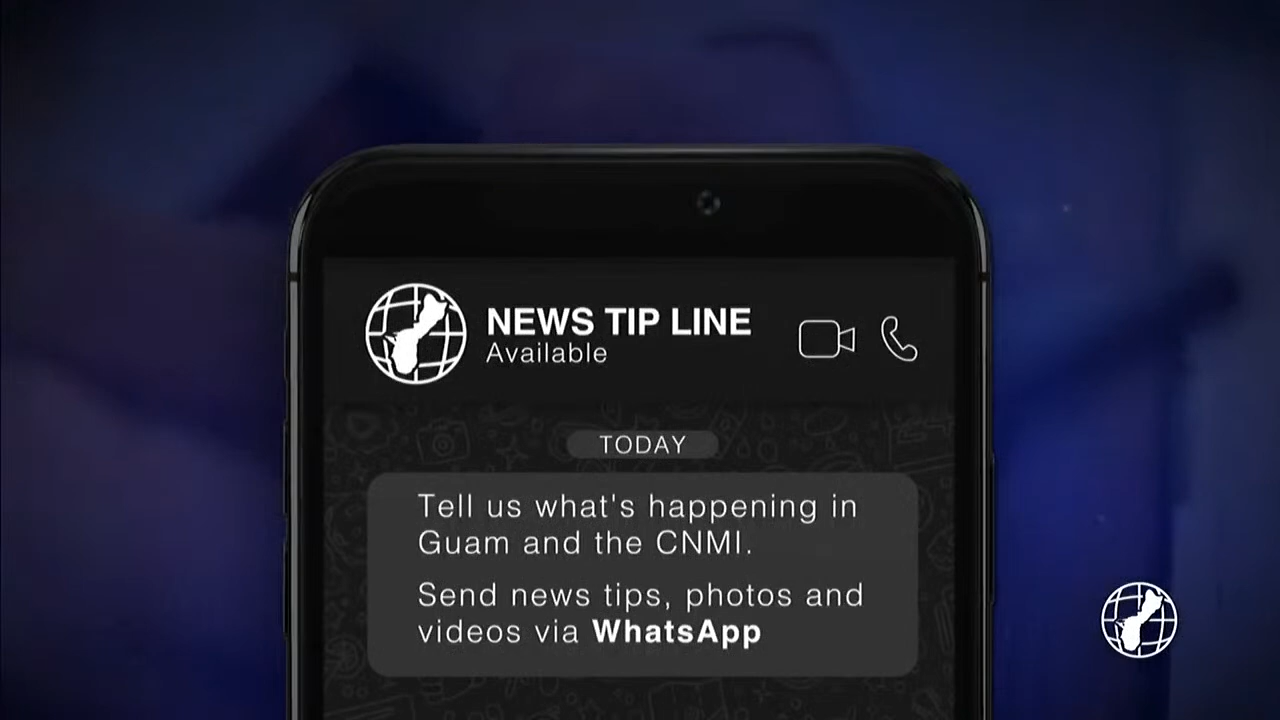 NEWS TIP LINE
Available
TODAY
Tell us what's happening in
Guam and the CNMI.
Send news tips, photos and
videos via WhatsApp